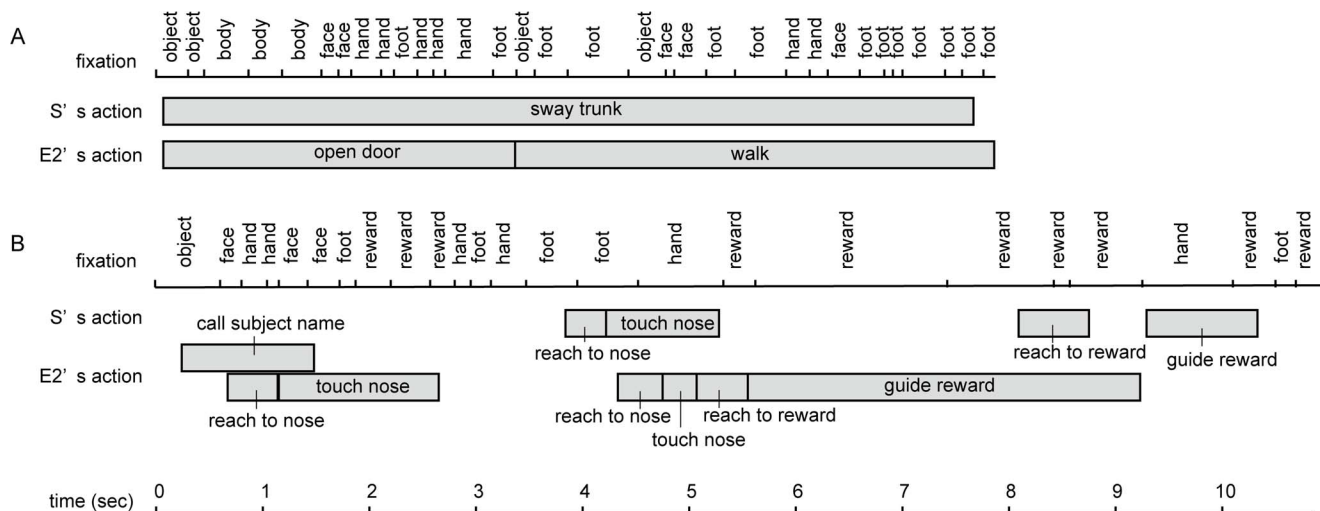 A
fixation
object object body body body face face hand hand foot hand hand hand foot object foot foot object face face foot foot hand hand face foot foot foot foot foot foot foot
S' s action
sway trunk
E2' s action
open door walk
B
fixation
object face hand hand face face foot reward reward reward hand foot hand foot foot hand reward reward reward reward reward hand reward foot reward
S' s action
call subject name
touch nose
reach to nose
reach to reward
guide reward
E2' s action
touch nose
guide reward
reach to nose
reach to nose
reach to reward
touch nose
time (sec)
0 1 2 3 4 5 6 7 8 9 10